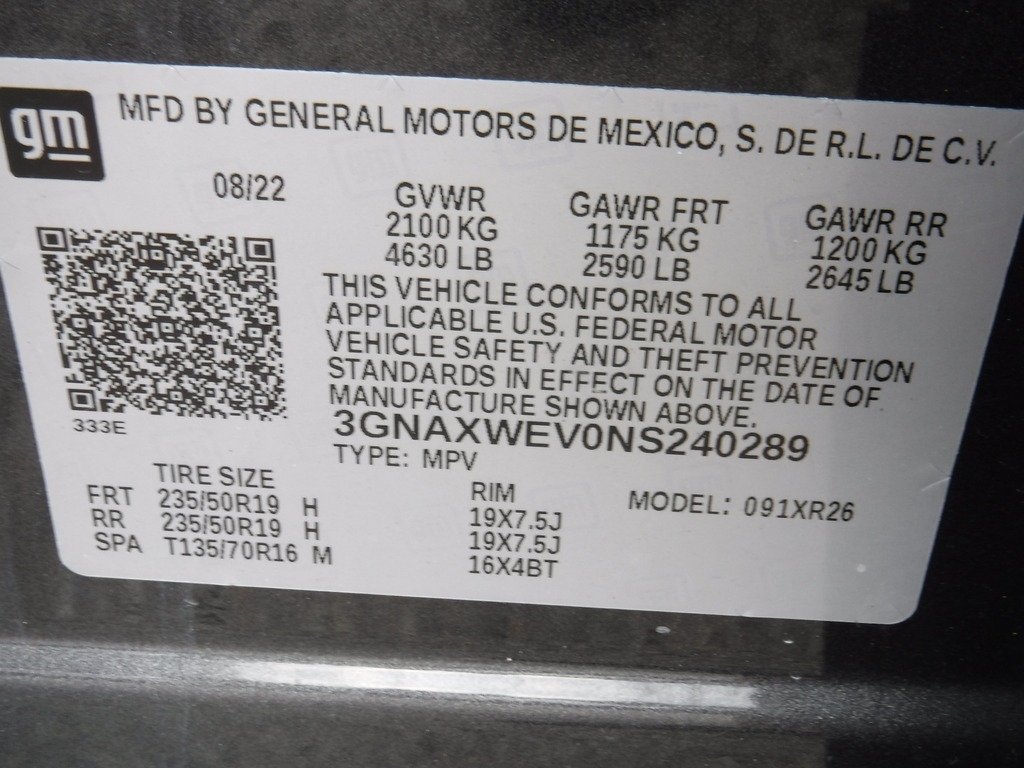 gm
MFD BY GENERAL MOTORS DE MEXICO, S. DE R.L. DE C.V.
08/22 GVWR GAWR FRT GAWR RR
2100 KG 1175 KG 1200 KG
4630 LB 2590 LB 2645 LB
THIS VEHICLE CONFORMS TO ALL
APPLICABLE U.S. FEDERAL MOTOR
VEHICLE SAFETY AND THEFT PREVENTION
STANDARDS IN EFFECT ON THE DATE OF
MANUFACTURE SHOWN ABOVE.
333E
3GNAXWEV0NS240289
TYPE: MPV
TIRE SIZE RIM MODEL: 091XR26
FRT 235/50R19 H 19X7.5J
RR 235/50R19 H 19X7.5J
SPA T135/70R16 M 16X4BT